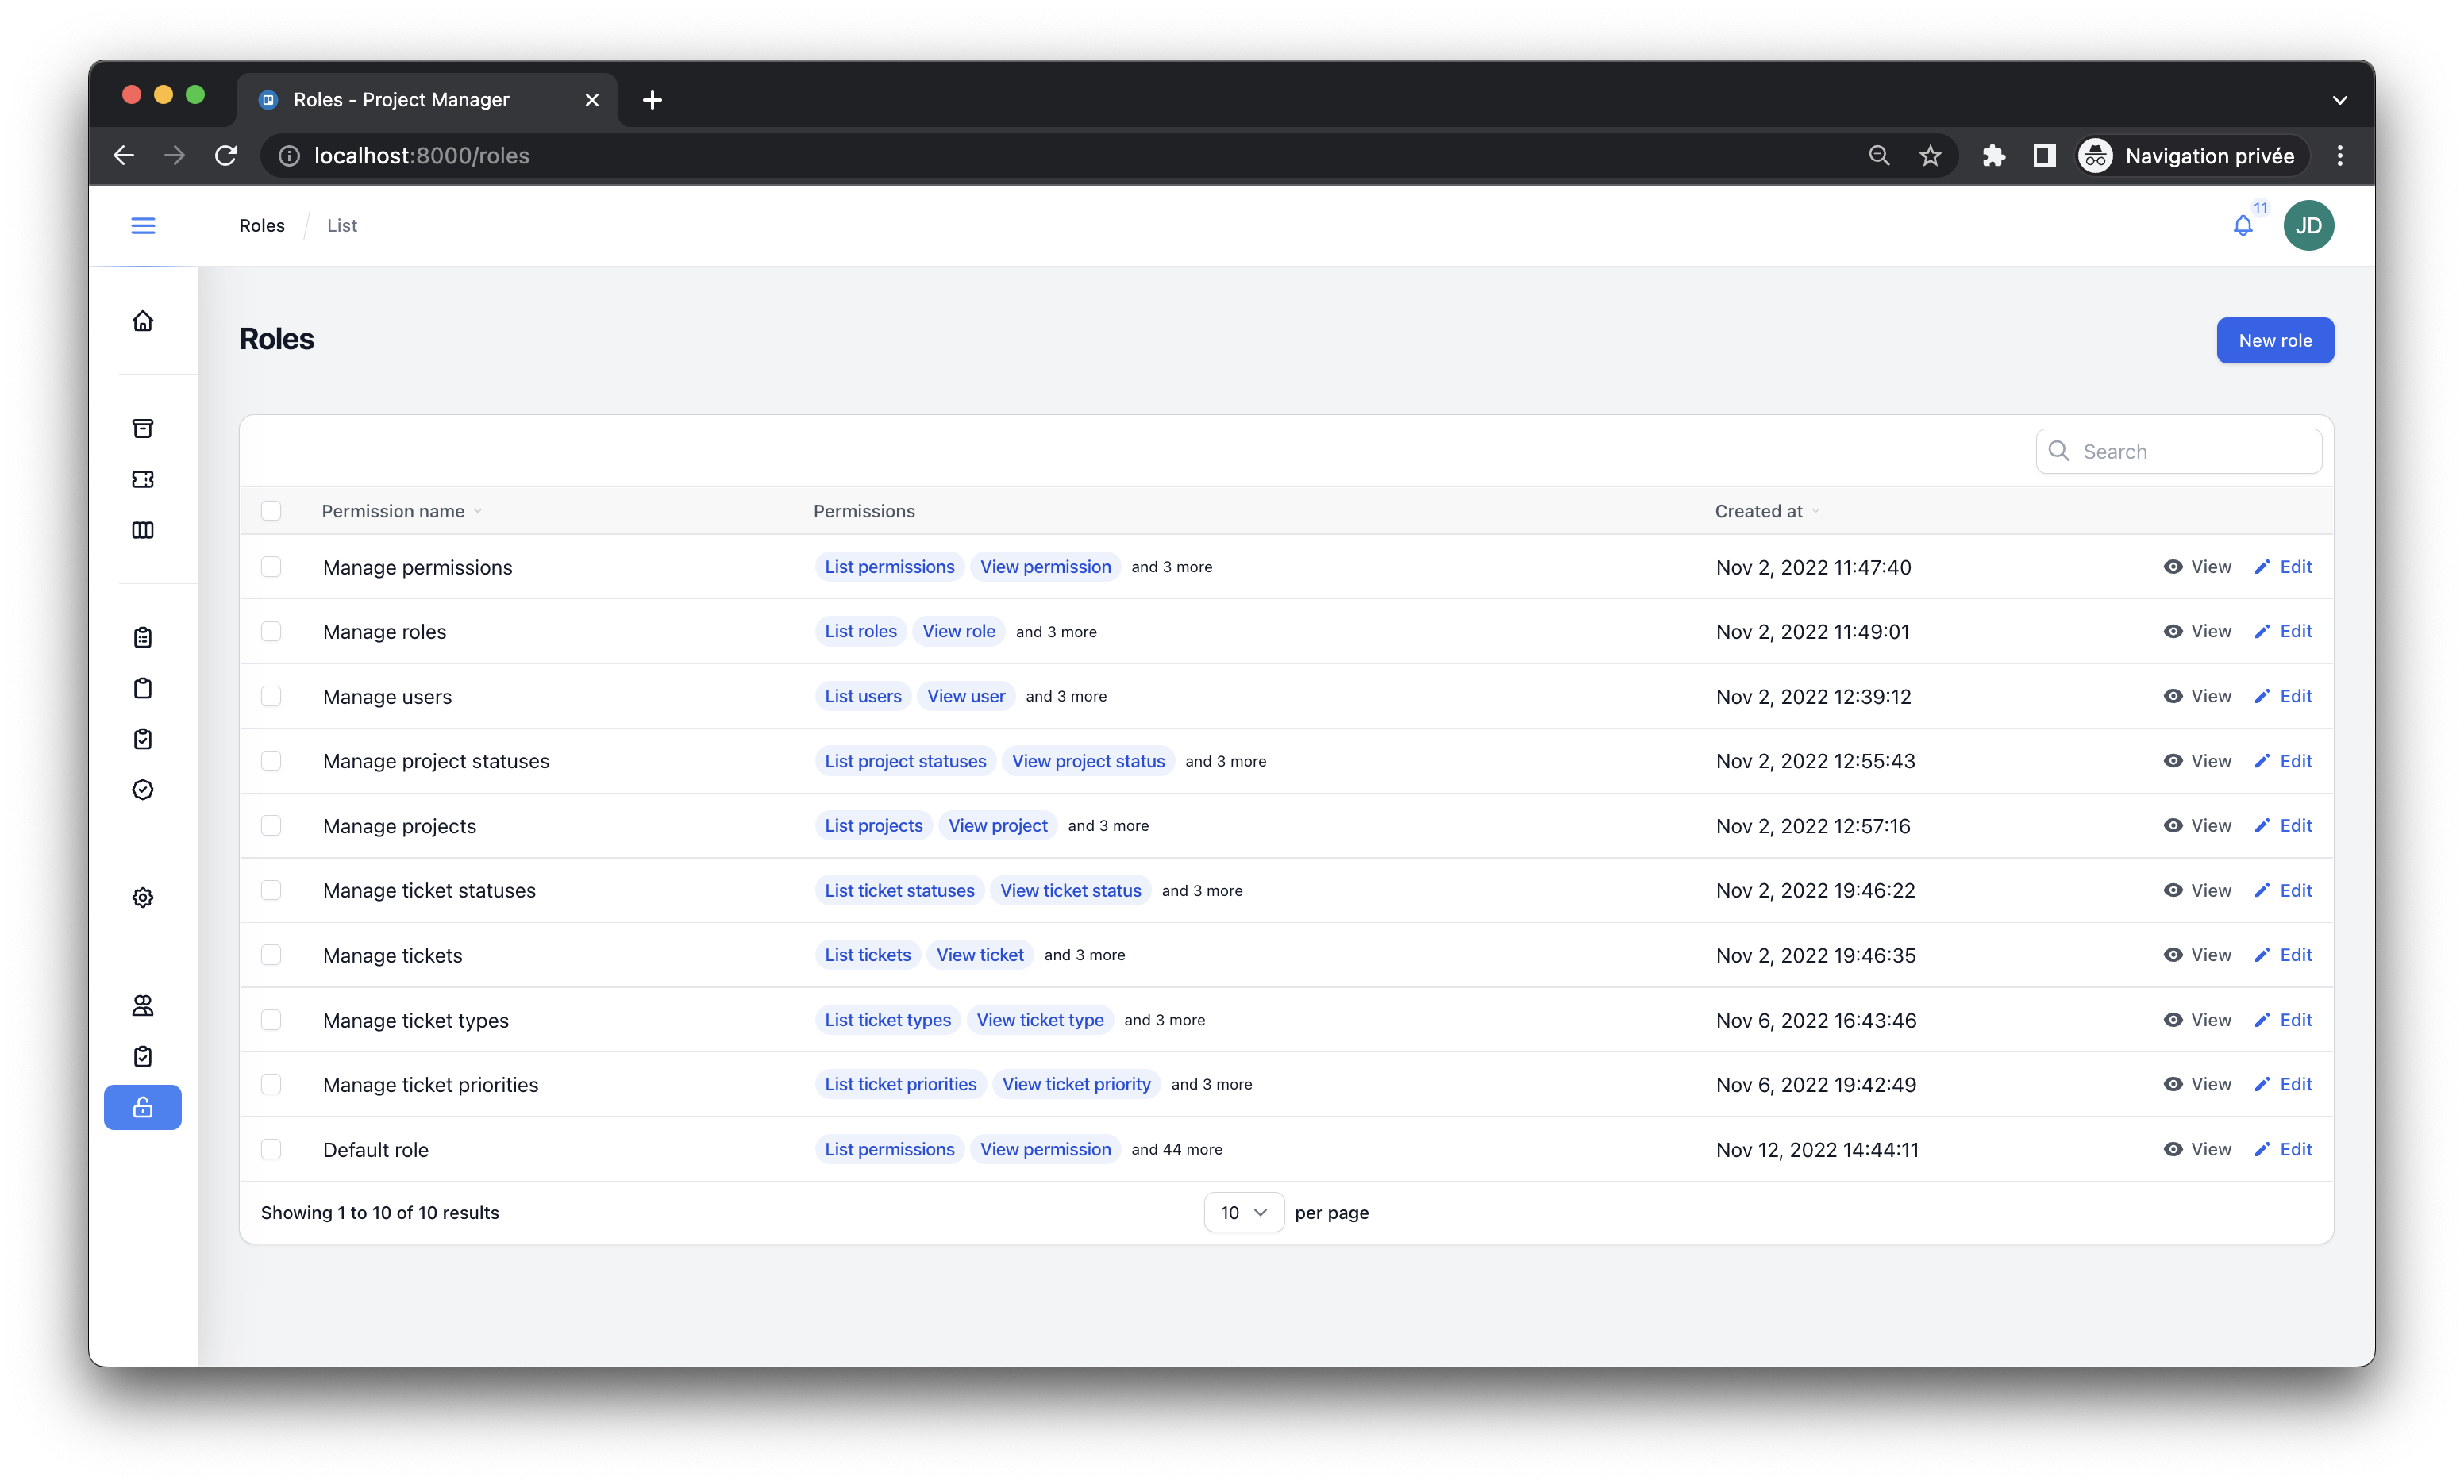 Roles - Project Manager
localhost:8000/roles
Navigation privée
Roles / List
11
JD
Roles
New role
Search
Permission name Permissions Created at
Manage permissions List permissions View permission and 3 more Nov 2, 2022 11:47:40 View Edit
Manage roles List roles View role and 3 more Nov 2, 2022 11:49:01 View Edit
Manage users List users View user and 3 more Nov 2, 2022 12:39:12 View Edit
Manage project statuses List project statuses View project status and 3 more Nov 2, 2022 12:55:43 View Edit
Manage projects List projects View project and 3 more Nov 2, 2022 12:57:16 View Edit
Manage ticket statuses List ticket statuses View ticket status and 3 more Nov 2, 2022 19:46:22 View Edit
Manage tickets List tickets View ticket and 3 more Nov 2, 2022 19:46:35 View Edit
Manage ticket types List ticket types View ticket type and 3 more Nov 6, 2022 16:43:46 View Edit
Manage ticket priorities List ticket priorities View ticket priority and 3 more Nov 6, 2022 19:42:49 View Edit
Default role List permissions View permission and 44 more Nov 12, 2022 14:44:11 View Edit
Showing 1 to 10 of 10 results 10 per page